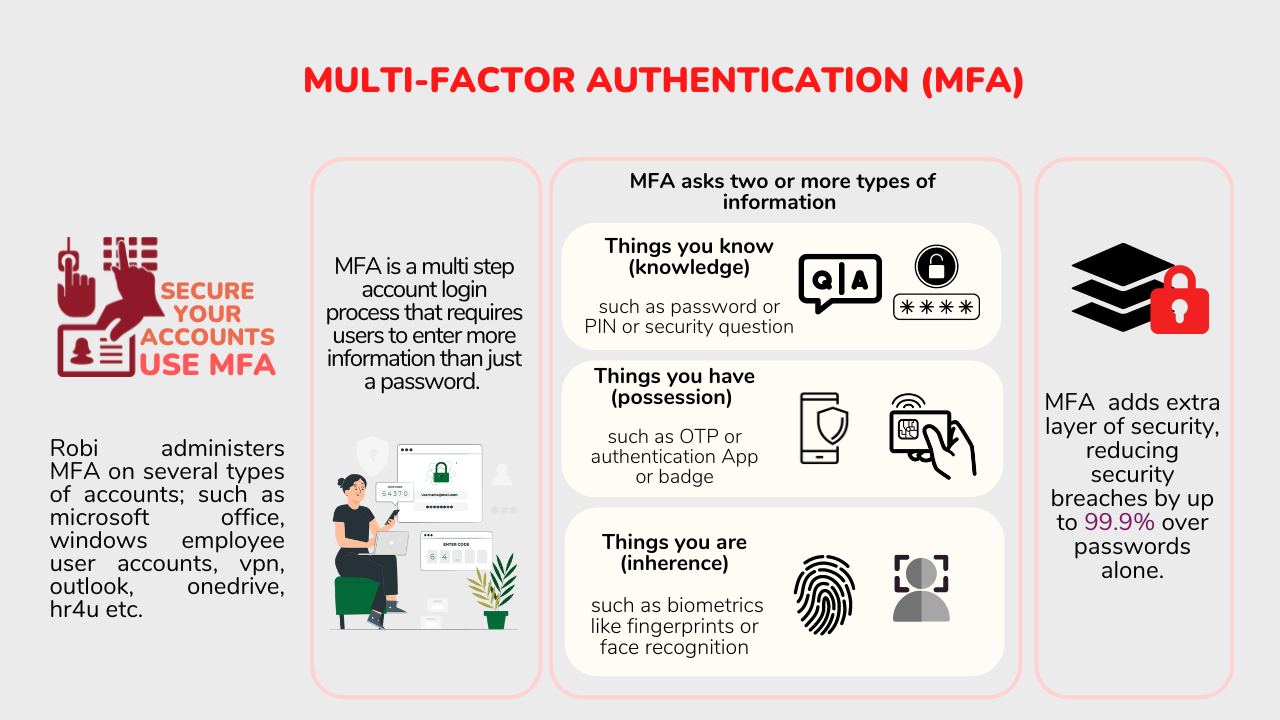 MULTI-FACTOR AUTHENTICATION (MFA)
SECURE
YOUR
ACCOUNTS
USE MFA
Robi administers
MFA on several types
of accounts; such as
microsoft office,
windows employee
user accounts, vpn,
outlook, onedrive,
hr4u etc.
MFA is a multi step
account login
process that requires
users to enter more
information than just
a password.
64370
Username@mail.com
ENTER CODE
6 4
MFA asks two or more types of
information
Things you know
(knowledge)
such as password or
PIN or security question
Q|A
****
Things you have
(possession)
such as OTP or
authentication App
or badge
Things you are
(inherence)
such as biometrics
like fingerprints or
face recognition
MFA adds extra
layer of security,
reducing
security
breaches by up
to 99.9% over
passwords
alone.